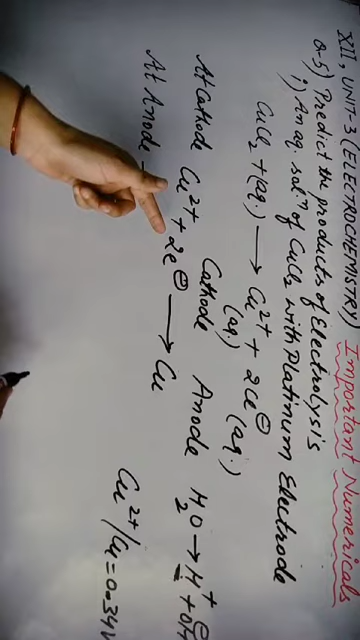 XII, UNIT-3 (ELECTROCHEMISTRY) Important Numericals
Q-5) Predict the products of Electrolysis
i) An aq. solⁿ of CuCl₂ with Platinum Electrode
CuCl₂ + (aq.) → Cu²⁺ + 2Cl⊖
(aq.) (aq.)
Cathode Anode H₂O → H⁺ + OH⊖
At Cathode Cu²⁺ + 2e⊖ → Cu
Cu²⁺/Cu = 0.34V
At Anode -